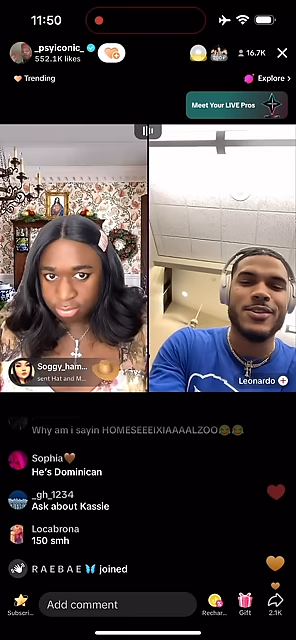 11:50
_psyiconic_
552.1K likes
16.7K
Trending
Explore >
Meet Your LIVE Pros
Soggy_ham...
sent Hat and M...
Leonardo
Why am i sayin HOMESEEEIXIAAAALZOO😂😂
Sophia🤎
He's Dominican
_gh_1234
Ask about Kassie
Locabrona
150 smh
R A E B A E 🦋 joined
Subscri...
Add comment
Rechar...
Gift
2.1K